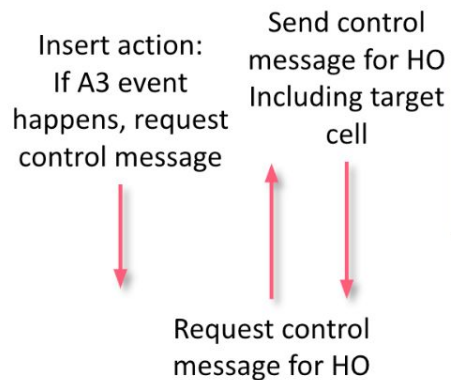 Insert action:
If A3 event
happens, request
control message
Send control
message for HO
Including target
cell
Request control
message for HO